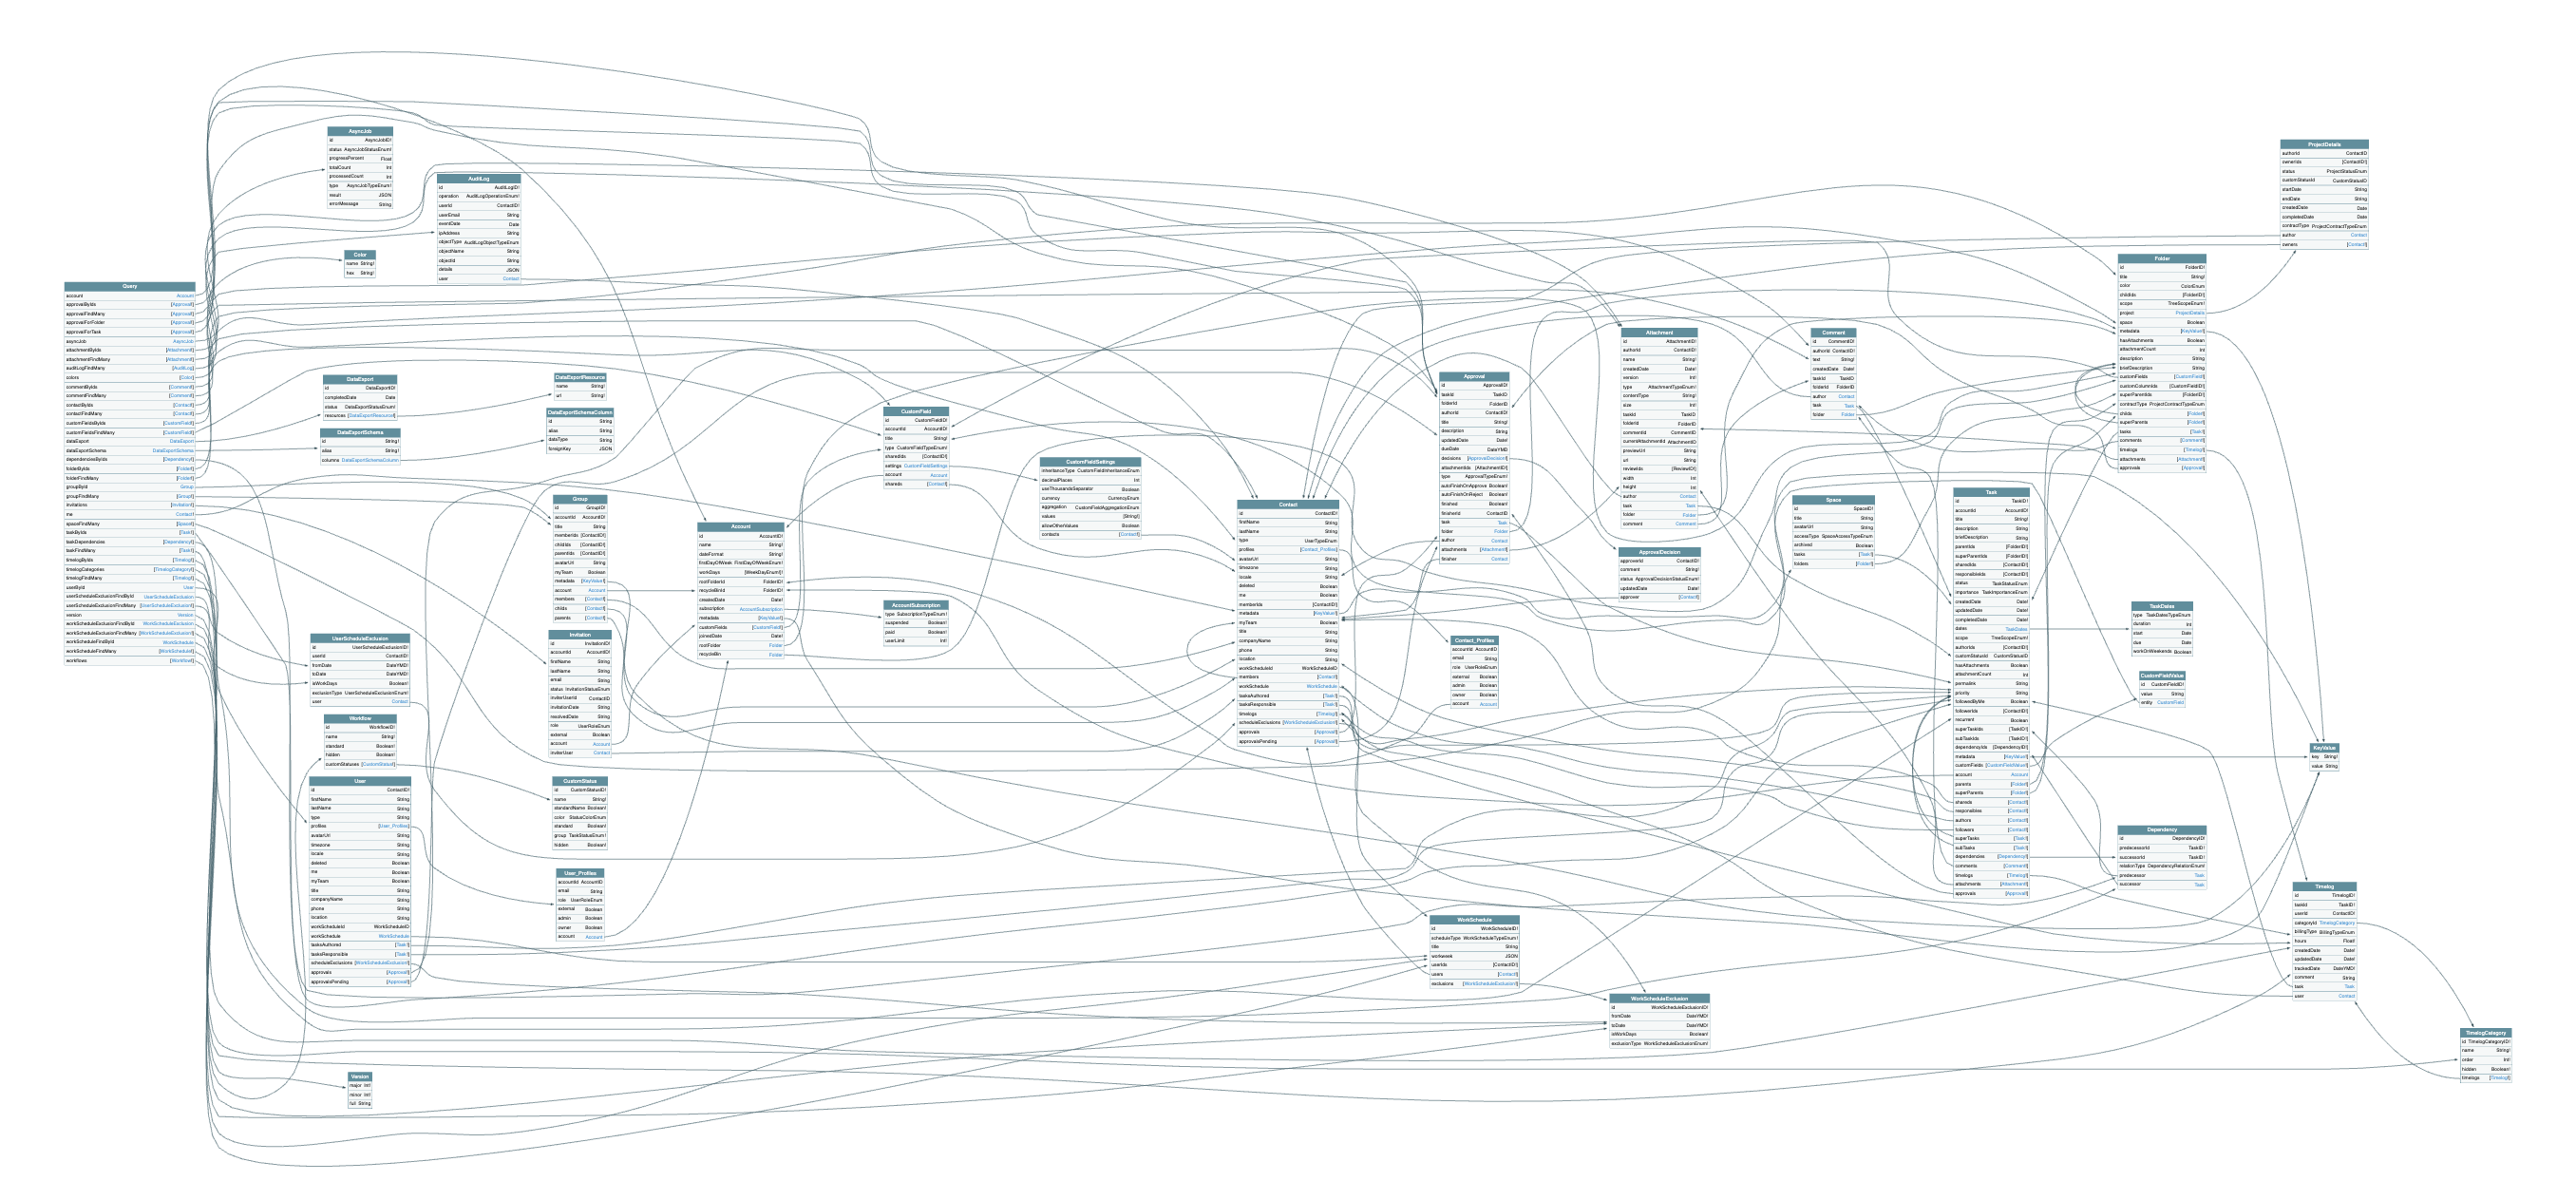 Query
account Account
approvalByIds [Approval!]
approvalFindMany [Approval!]
approvalForFolder [Approval!]
approvalForTask [Approval!]
asyncJob AsyncJob
attachmentByIds [Attachment!]
attachmentFindMany [Attachment!]
auditLogFindMany [AuditLog!]
colors [Color!]
commentByIds [Comment!]
commentFindMany [Comment!]
contactByIds [Contact!]
contactFindMany [Contact!]
customFieldsByIds [CustomField!]
customFieldsFindMany [CustomField!]
dataExport DataExport
dataExportSchema DataExportSchema
dependenciesByIds [Dependency!]
folderByIds [Folder!]
folderFindMany [Folder!]
groupById Group
groupFindMany [Group!]
invitations [Invitation!]
me Contact
spaceFindMany [Space!]
taskByIds [Task!]
taskDependencies [Dependency!]
taskFindMany [Task!]
timelogByIds [Timelog!]
timelogCategories [TimelogCategory!]
timelogFindMany [Timelog!]
userById User
userScheduleExclusionFindById UserScheduleExclusion
userScheduleExclusionFindMany [UserScheduleExclusion!]
version Version
workScheduleExclusionFindById WorkScheduleExclusion
workScheduleExclusionFindMany [WorkScheduleExclusion!]
workScheduleFindById WorkSchedule
workScheduleFindMany [WorkSchedule!]
workflows [Workflow!]
AsyncJob
id AsyncJobID!
status AsyncJobStatusEnum!
progressPercent Float
totalCount Int
processedCount Int
type AsyncJobTypeEnum!
result JSON
errorMessage String
AuditLog
id AuditLogID!
operation AuditLogOperationEnum!
userId ContactID!
userEmail String
eventDate Date
ipAddress String
objectType AuditLogObjectTypeEnum
objectName String
objectId String
details JSON
user Contact
Color
name String!
hex String!
DataExport
id DataExportID!
completedDate Date
status DataExportStatusEnum!
resources [DataExportResource!]
DataExportResource
name String!
url String!
DataExportSchema
id String!
alias String!
columns DataExportSchemaColumn
DataExportSchemaColumn
id String
alias String
dataType String
foreignKey JSON
Group
id GroupID!
accountId AccountID!
title String
memberIds [ContactID!]
childIds [ContactID!]
parentIds [ContactID!]
avatarUrl String
myTeam Boolean
metadata [KeyValue!]
account Account
members [Contact!]
childs [Contact!]
parents [Contact!]
Invitation
id InvitationID!
accountId AccountID!
firstName String
lastName String
email String
status InvitationStatusEnum
inviterUserId ContactID
invitationDate String
resolvedDate String
role UserRoleEnum
external Boolean
account Account
inviterUser Contact
UserScheduleExclusion
id UserScheduleExclusionID!
userId ContactID!
fromDate DateYMD!
toDate DateYMD!
isWorkDays Boolean!
exclusionType UserScheduleExclusionEnum!
user Contact
Workflow
id WorkflowID!
name String!
standard Boolean!
hidden Boolean!
customStatuses [CustomStatus!]
User
id ContactID!
firstName String
lastName String
type String
profiles [User_Profiles!]
avatarUrl String
timezone String
locale String
deleted Boolean
me Boolean
myTeam Boolean
title String
companyName String
phone String
location String
workScheduleId WorkScheduleID
workSchedule WorkSchedule
tasksAuthored [Task!]
tasksResponsible [Task!]
scheduleExclusions [WorkScheduleExclusion!]
approvals [Approval!]
approvalsPending [Approval!]
CustomStatus
id CustomStatusID!
name String!
standardName Boolean!
color StatusColorEnum
standard Boolean!
group TaskStatusEnum!
hidden Boolean!
User_Profiles
accountId AccountID
email String
role UserRoleEnum
external Boolean
admin Boolean
owner Boolean
account Account
Version
major Int!
minor Int!
full String
Account
id AccountID!
name String!
dateFormat String!
firstDayOfWeek FirstDayOfWeekEnum!
workDays [WeekDayEnum!]!
rootFolderId FolderID!
recycleBinId FolderID!
createdDate Date!
subscription AccountSubscription
metadata [KeyValue!]
customFields [CustomField!]
joinedDate Date!
rootFolder Folder
recycleBin Folder
CustomField
id CustomFieldID!
accountId AccountID!
title String!
type CustomFieldTypeEnum!
sharedIds [ContactID!]
settings CustomFieldSettings
account Account
shareds [Contact!]
AccountSubscription
type SubscriptionTypeEnum!
suspended Boolean!
paid Boolean!
userLimit Int!
CustomFieldSettings
inheritanceType CustomFieldInheritanceEnum
decimalPlaces Int
useThousandsSeparator Boolean
currency CurrencyEnum
aggregation CustomFieldAggregationEnum
values [String!]
allowOtherValues Boolean
contacts [Contact!]
Contact
id ContactID!
firstName String
lastName String
type UserTypeEnum
profiles [Contact_Profiles!]
avatarUrl String
timezone String
locale String
deleted Boolean
me Boolean
memberIds [ContactID!]
metadata [KeyValue!]
myTeam Boolean
title String
companyName String
phone String
location String
workScheduleId WorkScheduleID
members [Contact!]
workSchedule WorkSchedule
tasksAuthored [Task!]
tasksResponsible [Task!]
timelogs [Timelog!]
scheduleExclusions [WorkScheduleExclusion!]
approvals [Approval!]
approvalsPending [Approval!]
Approval
id ApprovalID!
taskId TaskID
folderId FolderID
authorId ContactID!
title String!
description String
updatedDate Date!
dueDate DateYMD
decisions [ApprovalDecision!]
attachmentIds [AttachmentID!]
type ApprovalTypeEnum!
autoFinishOnApprove Boolean!
autoFinishOnReject Boolean!
finished Boolean!
finisherId ContactID
task Task
folder Folder
author Contact
attachments [Attachment!]
finisher Contact
Contact_Profiles
accountId AccountID
email String
role UserRoleEnum
external Boolean
admin Boolean
owner Boolean
account Account
WorkSchedule
id WorkScheduleID!
scheduleType WorkScheduleTypeEnum!
title String
workweek JSON
userIds [ContactID!]
users [Contact!]
exclusions [WorkScheduleExclusion!]
Attachment
id AttachmentID!
authorId ContactID!
name String!
createdDate Date!
version Int!
type AttachmentTypeEnum!
contentType String!
size Int!
taskId TaskID
folderId FolderID
commentId CommentID
currentAttachmentId AttachmentID
previewUrl String
url String
reviewIds [ReviewID!]
width Int
height Int
author Contact
task Task
folder Folder
comment Comment
ApprovalDecision
approverId ContactID
comment String!
status ApprovalDecisionStatusEnum!
updatedDate Date!
approver [Contact!]
WorkScheduleExclusion
id WorkScheduleExclusionID!
fromDate DateYMD!
toDate DateYMD!
isWorkDays Boolean!
exclusionType WorkScheduleExclusionEnum!
Comment
id CommentID!
authorId ContactID!
text String!
createdDate Date!
taskId TaskID
folderId FolderID
author Contact
task Task
folder Folder
Space
id SpaceID!
title String
avatarUrl String
accessType SpaceAccessTypeEnum
archived Boolean
tasks [Task!]
folders [Folder!]
Task
id TaskID!
accountId AccountID!
title String!
description String
briefDescription String
parentIds [FolderID!]
superParentIds [FolderID!]
sharedIds [ContactID!]
responsibleIds [ContactID!]
status TaskStatusEnum
importance TaskImportanceEnum
createdDate Date!
updatedDate Date!
completedDate Date!
dates TaskDates
scope TreeScopeEnum!
authorIds [ContactID!]
customStatusId CustomStatusID
hasAttachments Boolean
attachmentCount Int
permalink String
priority String
followedByMe Boolean
followerIds [ContactID!]
recurrent Boolean
superTaskIds [TaskID!]
subTaskIds [TaskID!]
dependencyIds [DependencyID!]
metadata [KeyValue!]
customFields [CustomFieldValue!]
account Account
parents [Folder!]
superParents [Folder!]
shareds [Contact!]
responsibles [Contact!]
authors [Contact!]
followers [Contact!]
superTasks [Task!]
subTasks [Task!]
dependencies [Dependency!]
comments [Comment!]
timelogs [Timelog!]
attachments [Attachment!]
approvals [Approval!]
ProjectDetails
authorId ContactID
ownerIds [ContactID!]
status ProjectStatusEnum
customStatusId CustomStatusID
startDate String
endDate String
createdDate Date
completedDate Date
contractType ProjectContractTypeEnum
author Contact
owners [Contact!]
Folder
id FolderID!
title String!
color ColorEnum
childIds [FolderID!]
scope TreeScopeEnum!
project ProjectDetails
space Boolean
metadata [KeyValue!]
hasAttachments Boolean
attachmentCount Int
description String
briefDescription String
customFields [CustomField!]
customColumnIds [CustomFieldID!]
superParentIds [FolderID!]
contractType ProjectContractTypeEnum
childs [Folder!]
superParents [Folder!]
tasks [Task!]
comments [Comment!]
timelogs [Timelog!]
attachments [Attachment!]
approvals [Approval!]
TaskDates
type TaskDatesTypeEnum
duration Int
start Date
due Date
workOnWeekends Boolean
CustomFieldValue
id CustomFieldID!
value String
entity CustomField
KeyValue
key String!
value String
Dependency
id DependencyID!
predecessorId TaskID!
successorId TaskID!
relationType DependencyRelationEnum!
predecessor Task
successor Task
Timelog
id TimelogID!
taskId TaskID!
userId ContactID!
categoryId TimelogCategory
billingType BillingTypeEnum
hours Float!
createdDate Date!
updatedDate Date!
trackedDate DateYMD!
comment String
task Task
user Contact
TimelogCategory
id TimelogCategoryID!
name String!
order Int!
hidden Boolean!
timelogs [Timelog!]